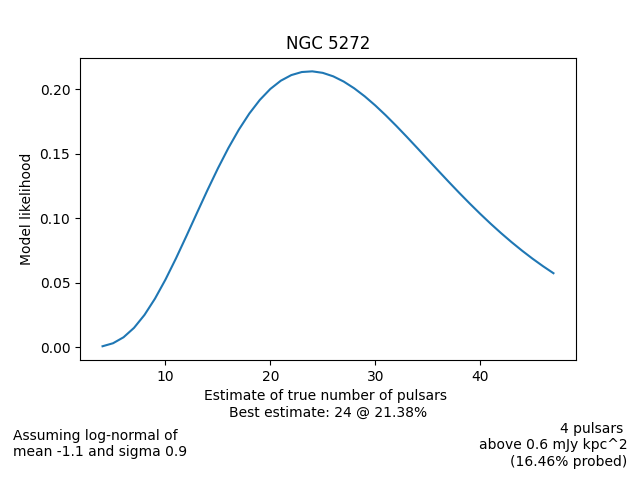 NGC 5272
0.20
0.15
0.10
0.05
0.00
Model likelihood
10 20 30 40
Estimate of true number of pulsars
Best estimate: 24 @ 21.38%
Assuming log-normal of
mean -1.1 and sigma 0.9
4 pulsars
above 0.6 mJy kpc^2
(16.46% probed)